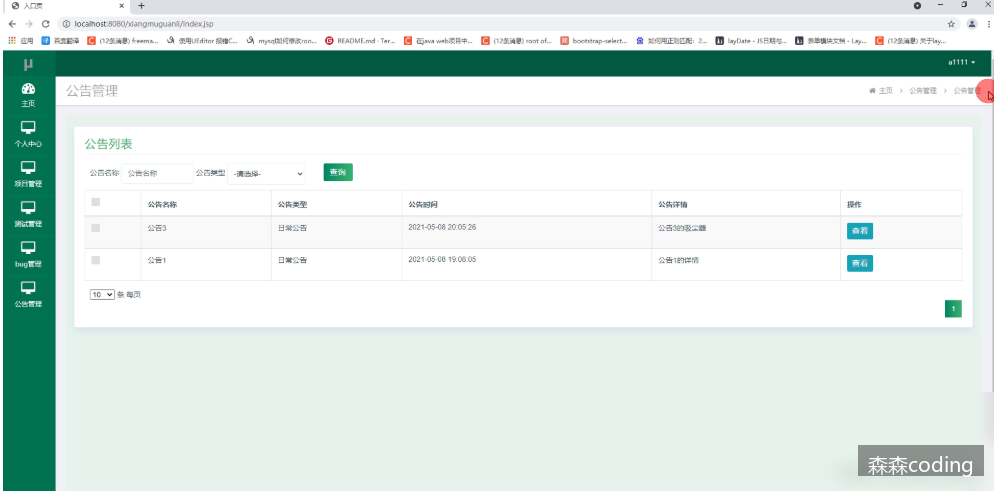 入口页
localhost:8080/xiangmuguanli/index.jsp
应用 百度翻译 (12条消息) freema... 使用UEditor 报错C... mysql如何修改roo... README.md · Ter... 在java web项目中... (12条消息) root of... bootstrap-select... 如何用正则匹配：2... layDate - JS日期与... 表单模块文档 - Lay... (12条消息) 关于lay...
μ a1111
主页
个人中心
项目管理
测试管理
bug管理
公告管理
公告管理 主页 > 公告管理 > 公告管理
公告列表
公告名称 公告名称 公告类型 -请选择- 查询
公告名称 公告类型 公告时间 公告详情 操作
公告3 日常公告 2021-05-08 20:05:26 公告3的吸尘器 查看
公告1 日常公告 2021-05-08 19:08:05 公告1的详情 查看
10 条 每页
1
森森coding